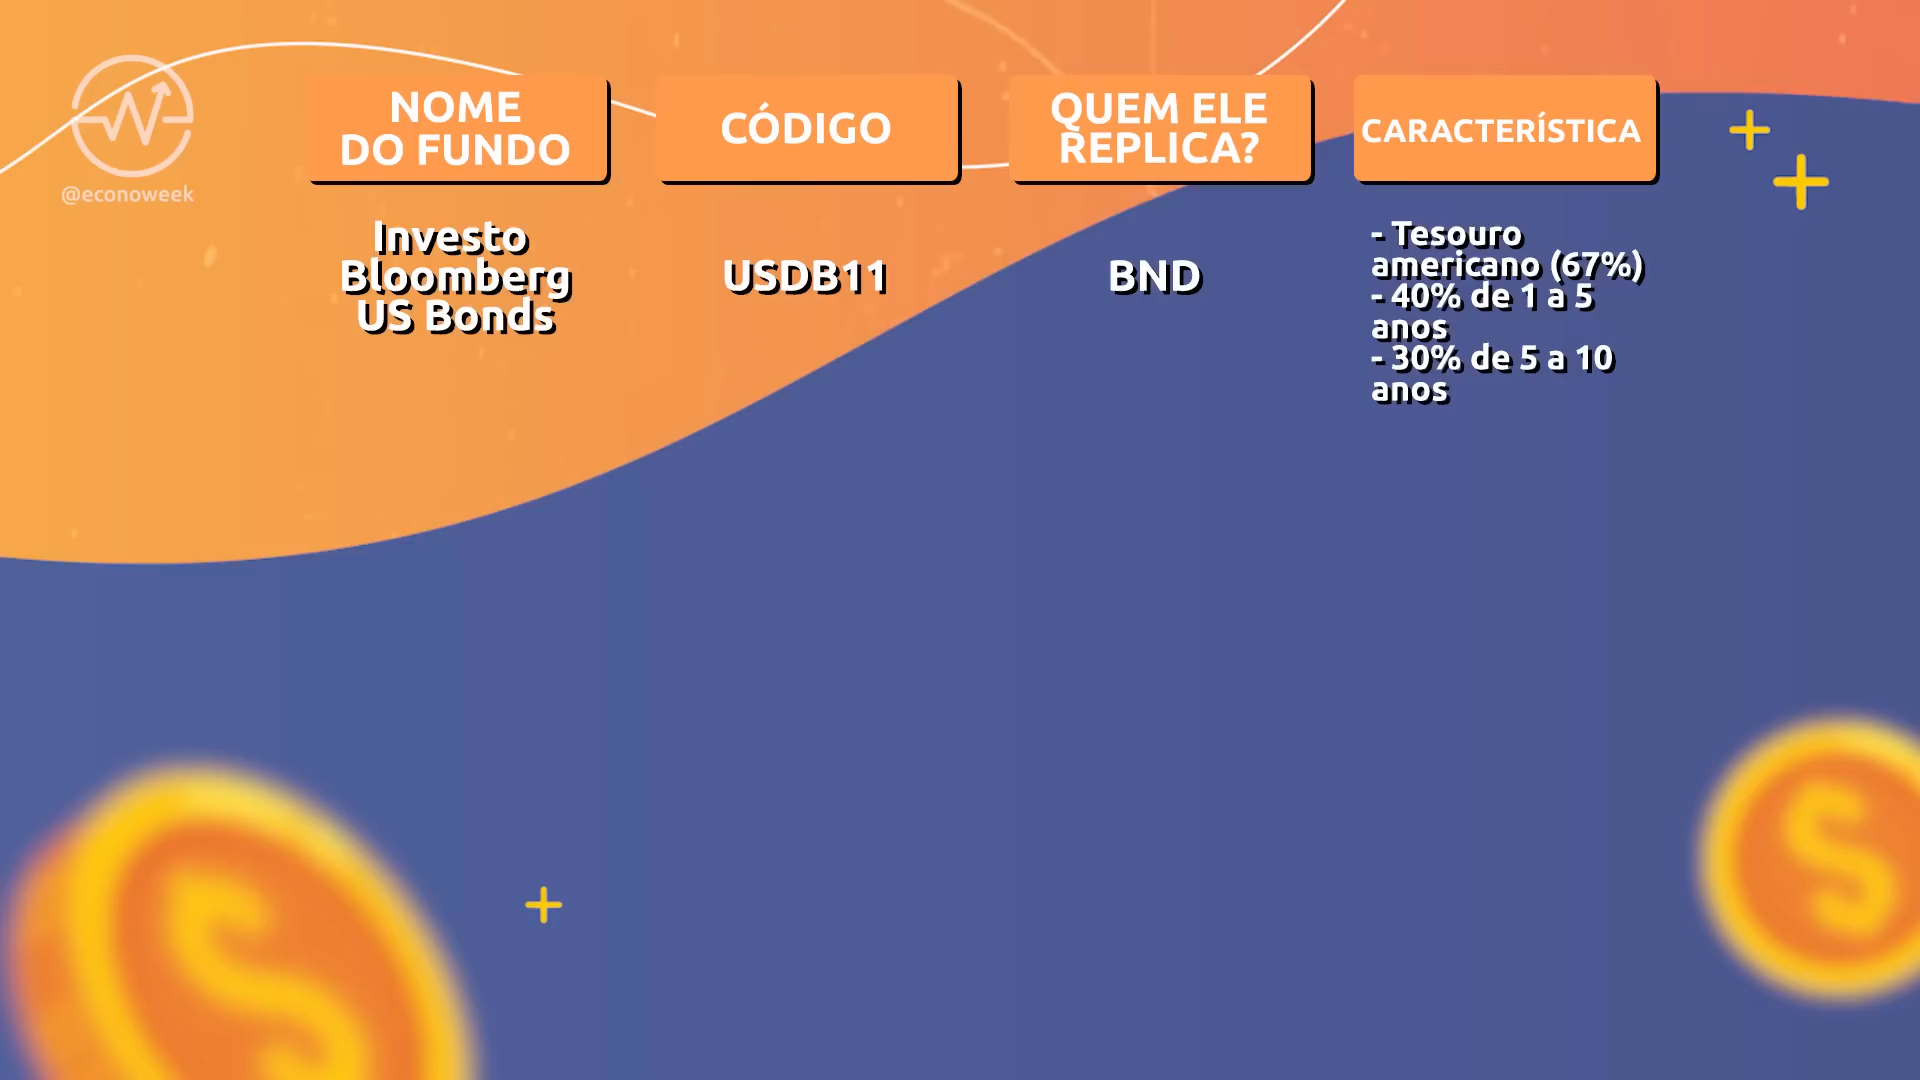 @econoweek
NOME
DO FUNDO
CÓDIGO
QUEM ELE
REPLICA?
CARACTERÍSTICA
Investo
Bloomberg
US Bonds
USDB11
BND
- Tesouro
americano (67%)
- 40% de 1 a 5
anos
- 30% de 5 a 10
anos